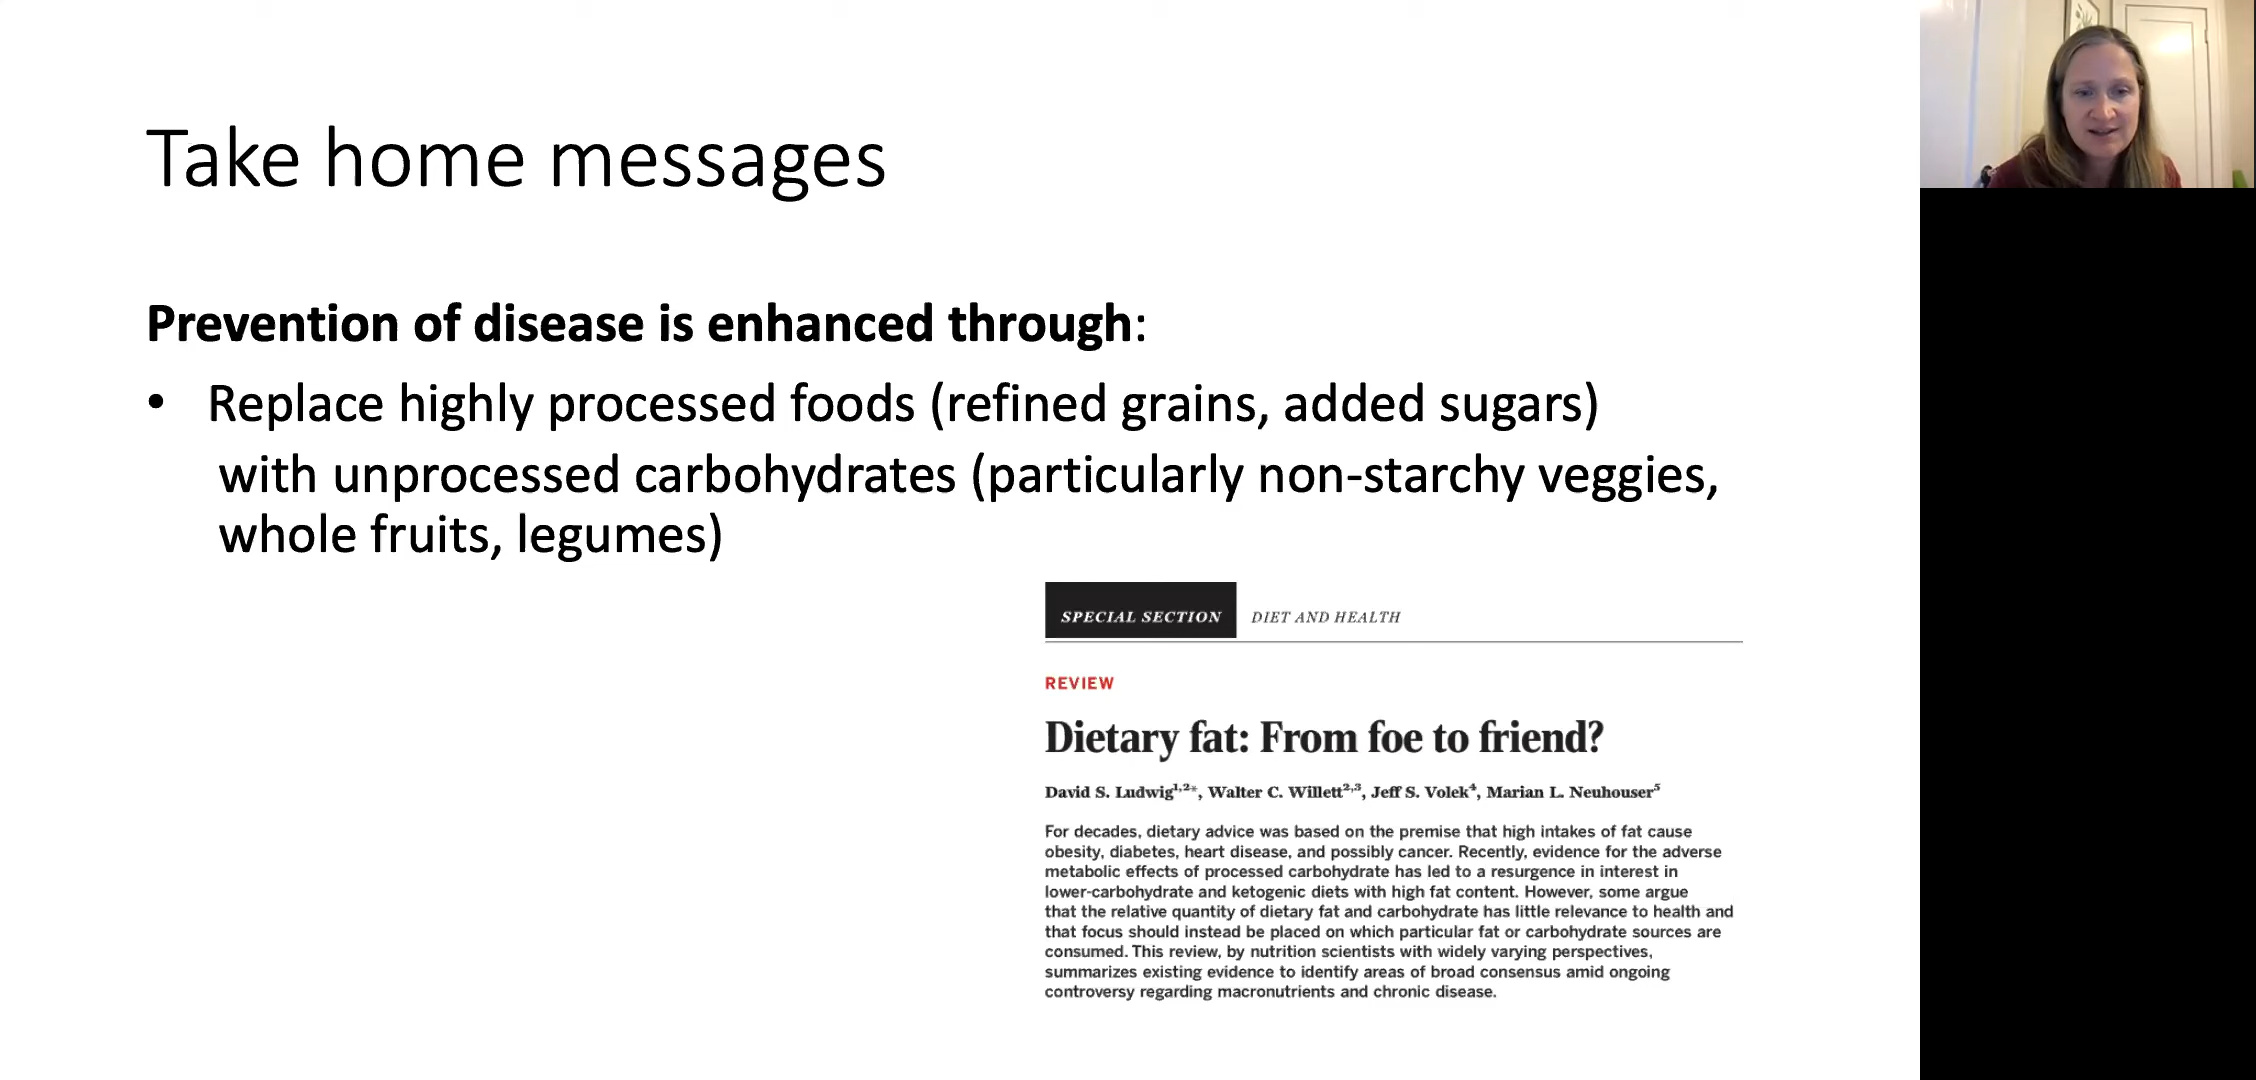 Take home messages
Prevention of disease is enhanced through:
• Replace highly processed foods (refined grains, added sugars)
with unprocessed carbohydrates (particularly non-starchy veggies,
whole fruits, legumes)
SPECIAL SECTION DIET AND HEALTH
REVIEW
Dietary fat: From foe to friend?
David S. Ludwig1,2*, Walter C. Willett2,3, Jeff S. Volek4, Marian L. Neuhouser5
For decades, dietary advice was based on the premise that high intakes of fat cause
obesity, diabetes, heart disease, and possibly cancer. Recently, evidence for the adverse
metabolic effects of processed carbohydrate has led to a resurgence in interest in
lower-carbohydrate and ketogenic diets with high fat content. However, some argue
that the relative quantity of dietary fat and carbohydrate has little relevance to health and
that focus should instead be placed on which particular fat or carbohydrate sources are
consumed. This review, by nutrition scientists with widely varying perspectives,
summarizes existing evidence to identify areas of broad consensus amid ongoing
controversy regarding macronutrients and chronic disease.